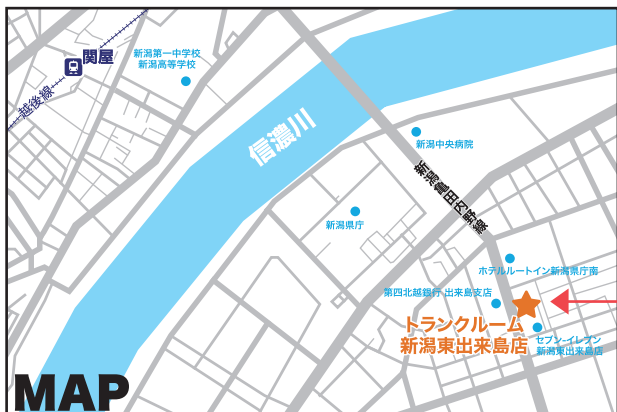 関屋
新潟第一中学校
新潟高等学校
越後線
信濃川
新潟中央病院
新潟亀田内野線
新潟県庁
ホテルルートイン新潟県庁南
第四北越銀行 出来島支店
トランクルーム
新潟東出来島店
セブン-イレブン
新潟東出来島店
MAP